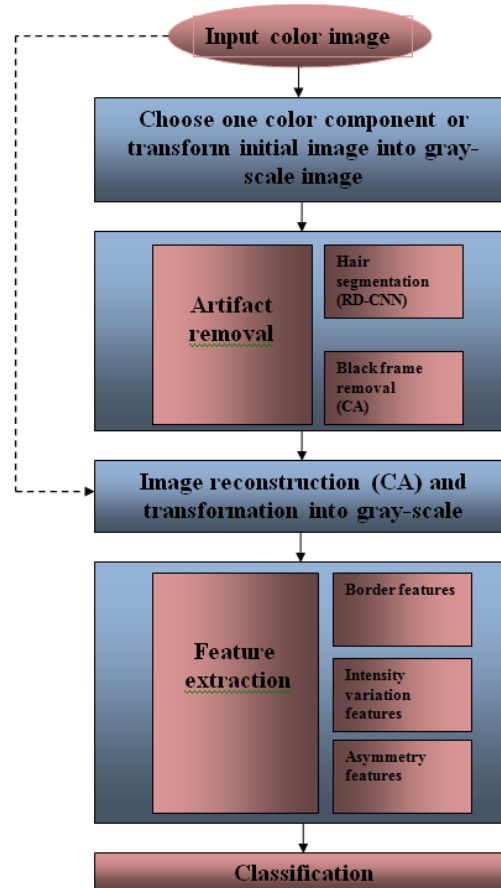 Input color image
Choose one color component or
transform initial image into gray-
scale image
Artifact
removal
Hair
segmentation
(RD-CNN)
Black frame
removal
(CA)
Image reconstruction (CA) and
transformation into gray-scale
Feature
extraction
Border features
Intensity
variation
features
Asymmetry
features
Classification